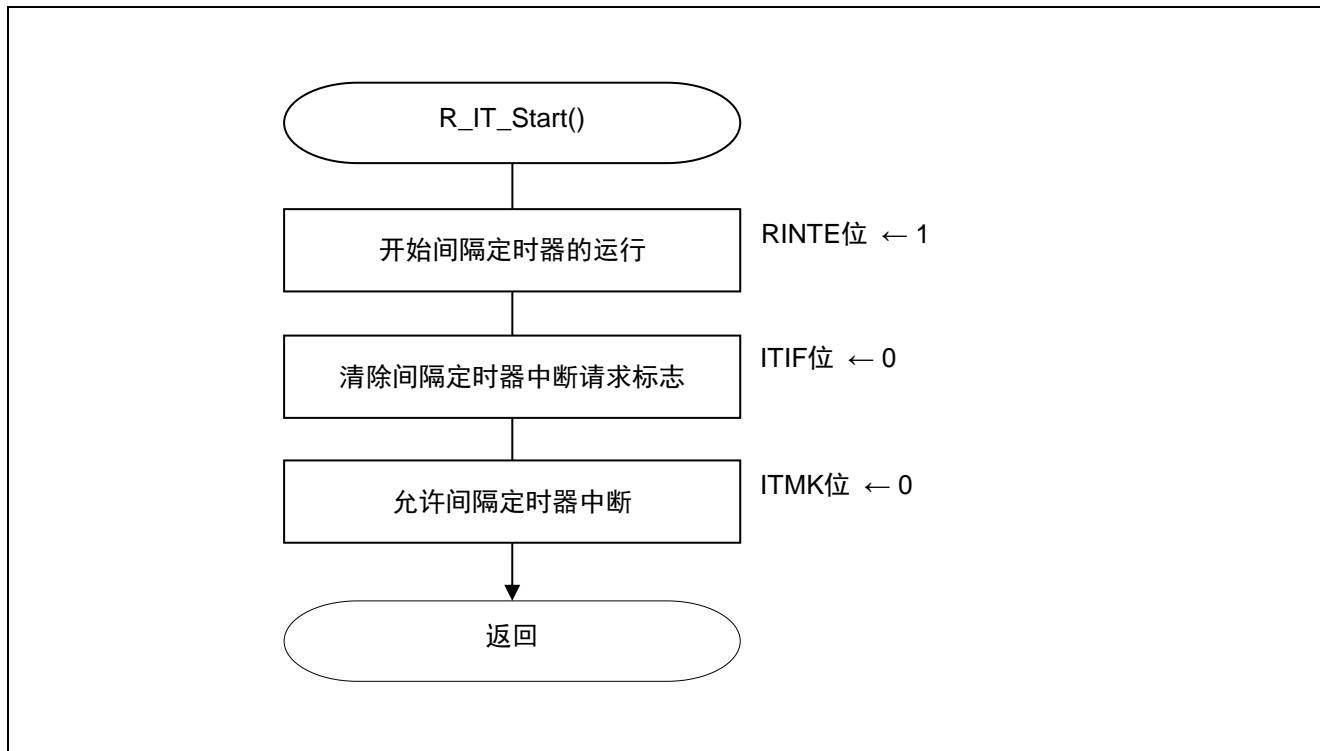 R_IT_Start()
开始间隔定时器的运行
RINTE位 ← 1
清除间隔定时器中断请求标志
ITIF位 ← 0
允许间隔定时器中断
ITMK位 ← 0
返回